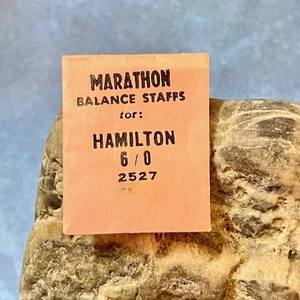 MARATHON
BALANCE STAFFS
for:
HAMILTON
6/0
2527